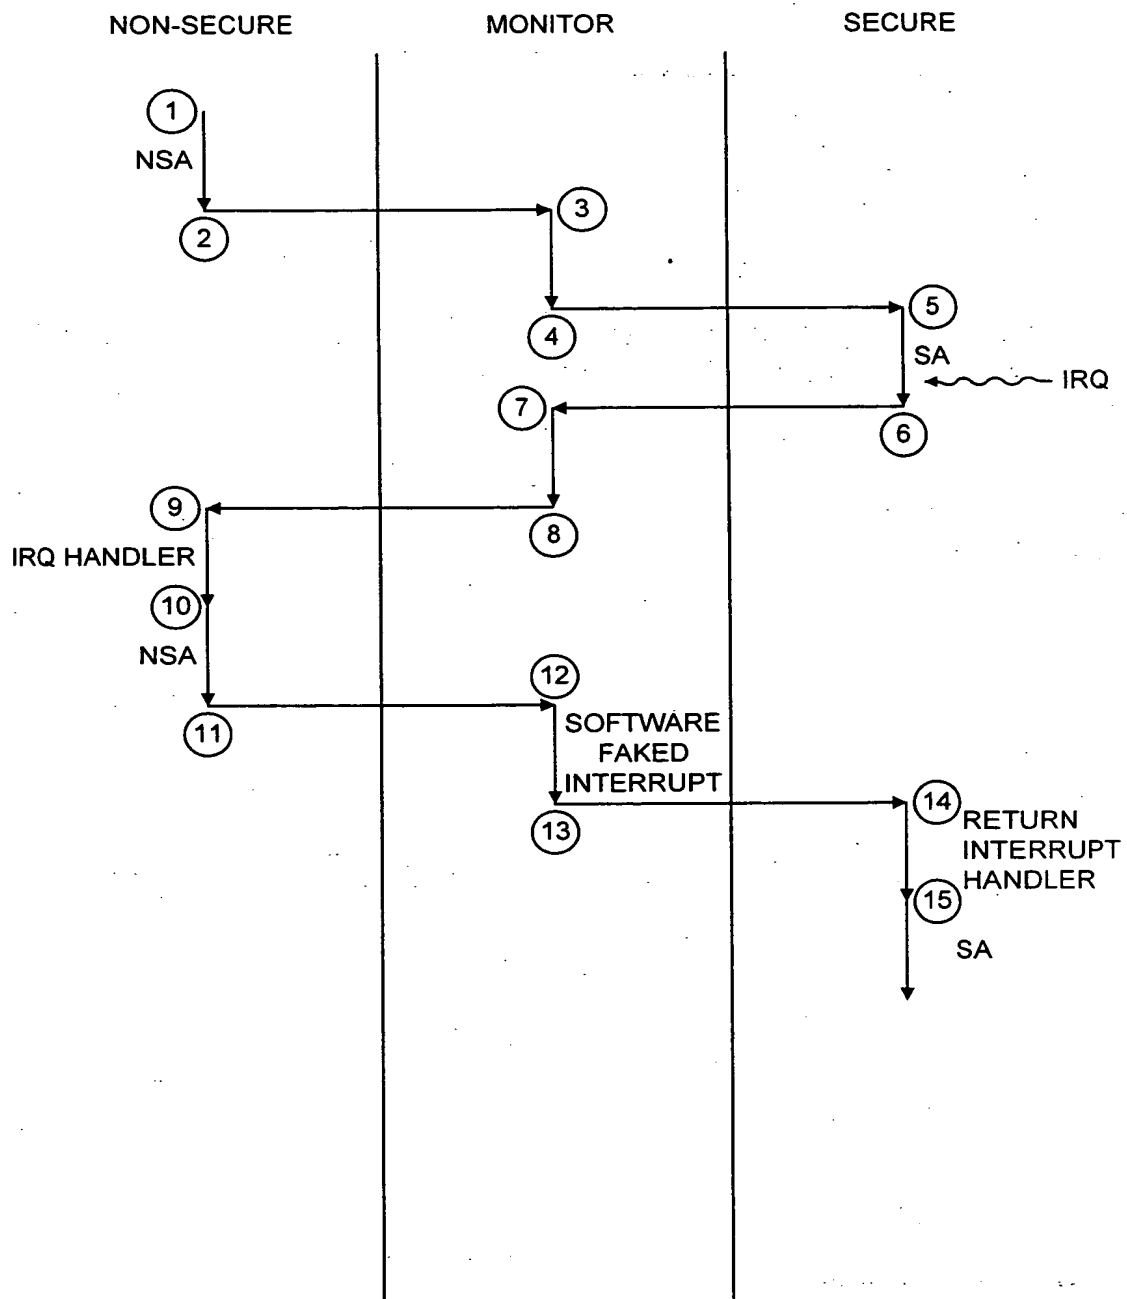 NON-SECURE
MONITOR
SECURE
1
NSA
2
3
4
5
SA
IRQ
6
7
8
9
IRQ HANDLER
10
NSA
11
12
SOFTWARE
FAKED
INTERRUPT
13
14
RETURN
INTERRUPT
HANDLER
15
SA